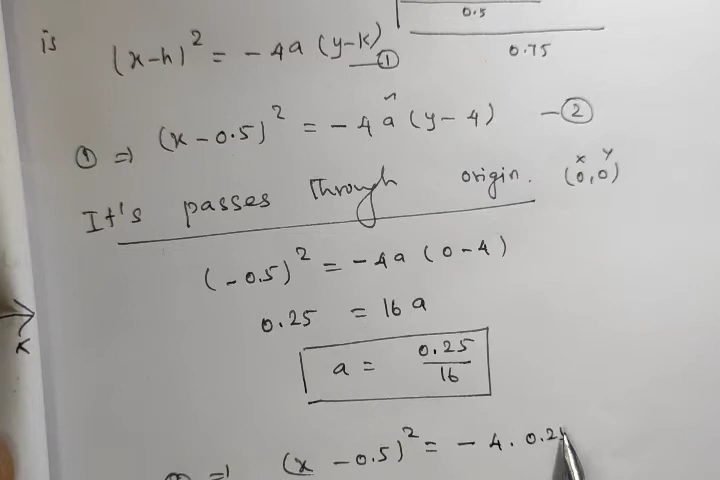 0.5
0.75
is (x-h)² = -4a (y-k) ①
① ⇒ (x - 0.5)² = -4a (y-4) —②
It's passes through origin. (0,0)
x y
(-0.5)² = -4a (0-4)
0.25 = 16a
a = 0.25/16
② ⇒ (x - 0.5)² = -4 . 0.25
x